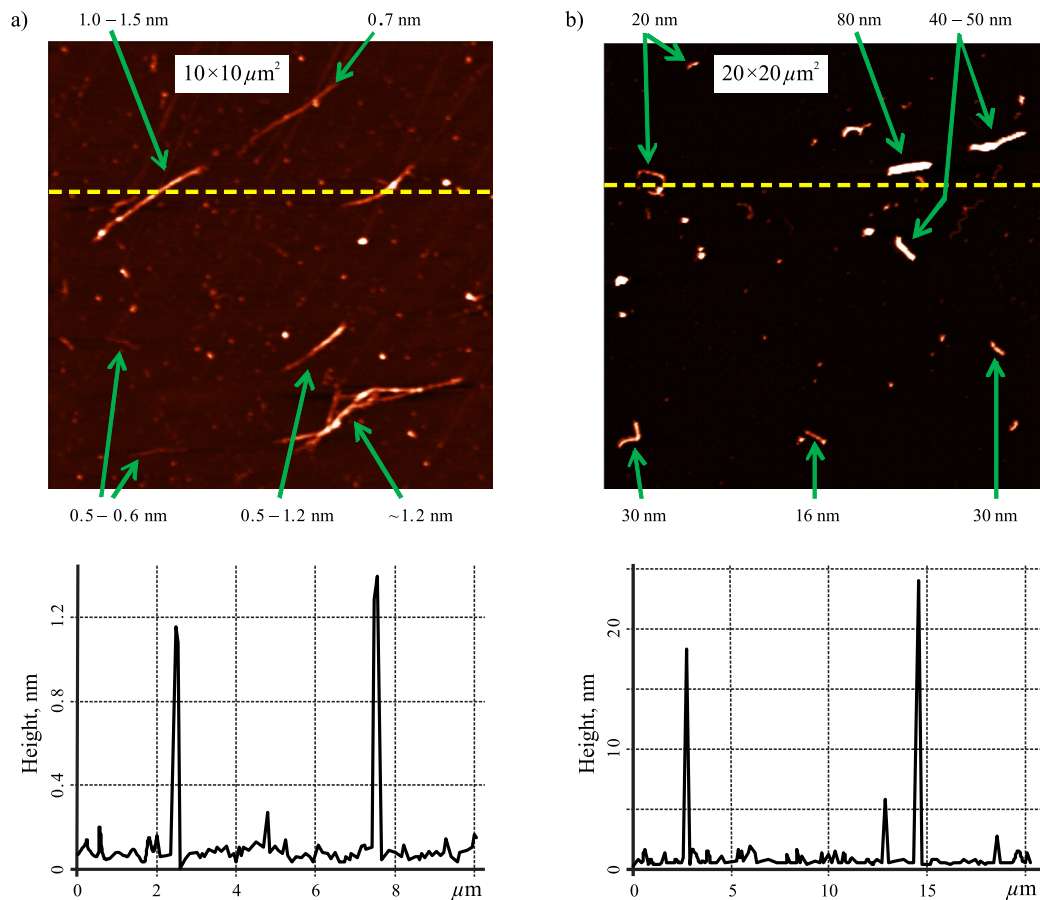 a)
1.0 – 1.5 nm
0.7 nm
10×10 μm²
0.5 – 0.6 nm
0.5 – 1.2 nm
~1.2 nm
Height, nm
1.2
0.8
0.4
0
0
2
4
6
8
μm
b)
20 nm
80 nm
40 – 50 nm
20×20 μm²
30 nm
16 nm
30 nm
Height, nm
20
10
0
0
5
10
15
μm